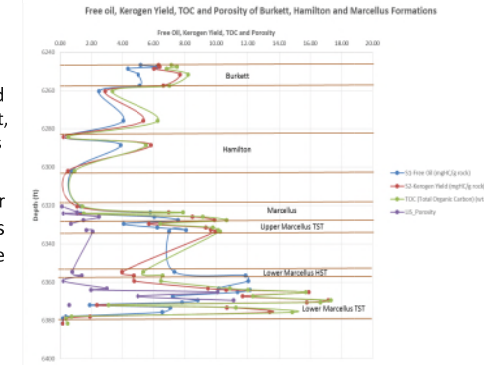 Free oil, Kerogen Yield, TOC and Porosity of Burkett, Hamilton and Marcellus Formations
Free Oil, Kerogen Yield, TOC and Porosity
0.00 2.00 4.00 6.00 8.00 10.00 12.00 14.00 16.00 18.00 20.00
6240
Burkett
6260
6280
Hamilton
6300
S1-Free Oil (mgHC/g rock)
S2-Kerogen Yield (mgHC/g rock)
TOC (Total Organic Carbon) (wt
GS_Porosity
Depth (ft)
6320
Marcellus
Upper Marcellus TST
6340
Lower Marcellus HST
6360
Lower Marcellus TST
6380
6400